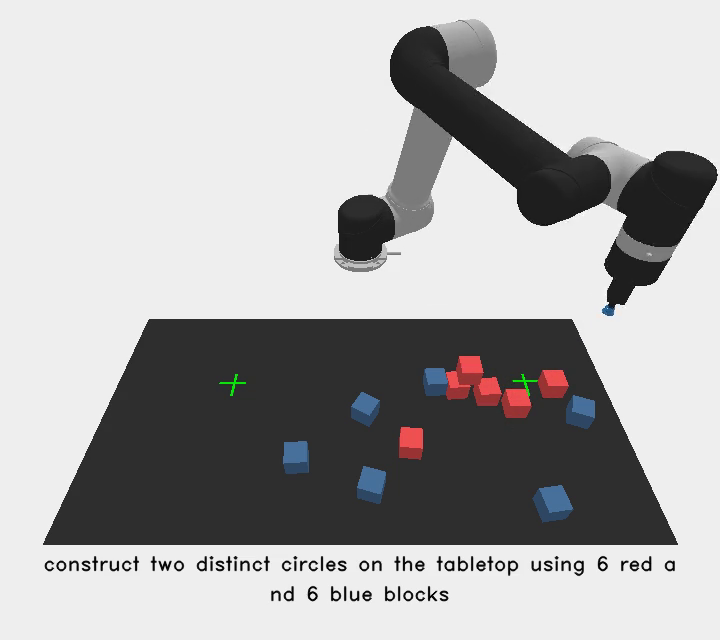 construct two distinct circles on the tabletop using 6 red a
nd 6 blue blocks